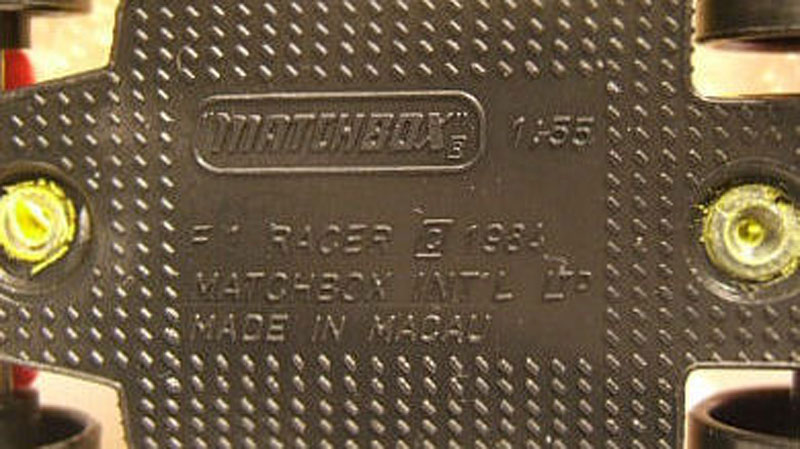 "MATCHBOX" ® 1:55
F1 RACER © 1984
MATCHBOX INT'L LTD
MADE IN MACAU